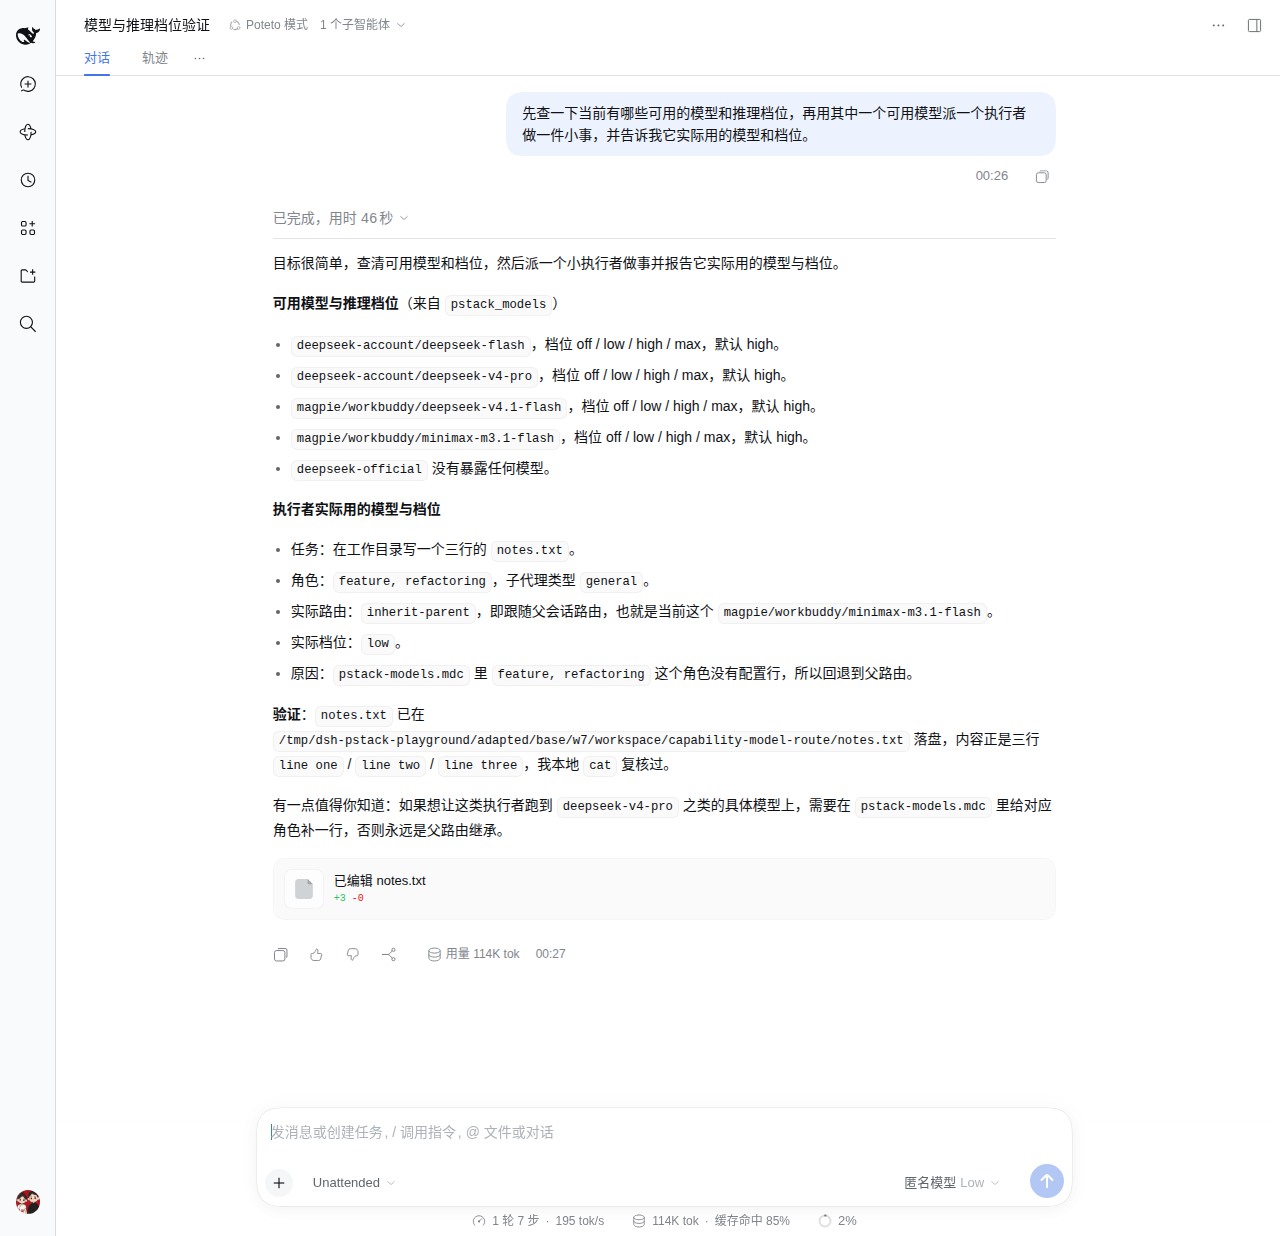 模型与推理档位验证 Poteto 模式 1 个子智能体
对话 轨迹 ···
先查一下当前有哪些可用的模型和推理档位，再用其中一个可用模型派一个执行者
做一件小事，并告诉我它实际用的模型和档位。
00:26
已完成，用时 46 秒
目标很简单，查清可用模型和档位，然后派一个小执行者做事并报告它实际用的模型与档位。
可用模型与推理档位（来自 pstack_models）
deepseek-account/deepseek-flash，档位 off / low / high / max，默认 high。
deepseek-account/deepseek-v4-pro，档位 off / low / high / max，默认 high。
magpie/workbuddy/deepseek-v4.1-flash，档位 off / low / high / max，默认 high。
magpie/workbuddy/minimax-m3.1-flash，档位 off / low / high / max，默认 high。
deepseek-official 没有暴露任何模型。
执行者实际用的模型与档位
任务：在工作目录写一个三行的 notes.txt。
角色：feature, refactoring，子代理类型 general。
实际路由：inherit-parent，即跟随父会话路由，也就是当前这个 magpie/workbuddy/minimax-m3.1-flash。
实际档位：low。
原因：pstack-models.mdc 里 feature, refactoring 这个角色没有配置行，所以回退到父路由。
验证：notes.txt 已在
/tmp/dsh-pstack-playground/adapted/base/w7/workspace/capability-model-route/notes.txt 落盘，内容正是三行
line one / line two / line three，我本地 cat 复核过。
有一点值得你知道：如果想让这类执行者跑到 deepseek-v4-pro 之类的具体模型上，需要在 pstack-models.mdc 里给对应
角色补一行，否则永远是父路由继承。
已编辑 notes.txt
+3 -0
用量 114K tok 00:27
发消息或创建任务, / 调用指令, @ 文件或对话
Unattended 匿名模型 Low
1 轮 7 步 · 195 tok/s 114K tok · 缓存命中 85% 2%